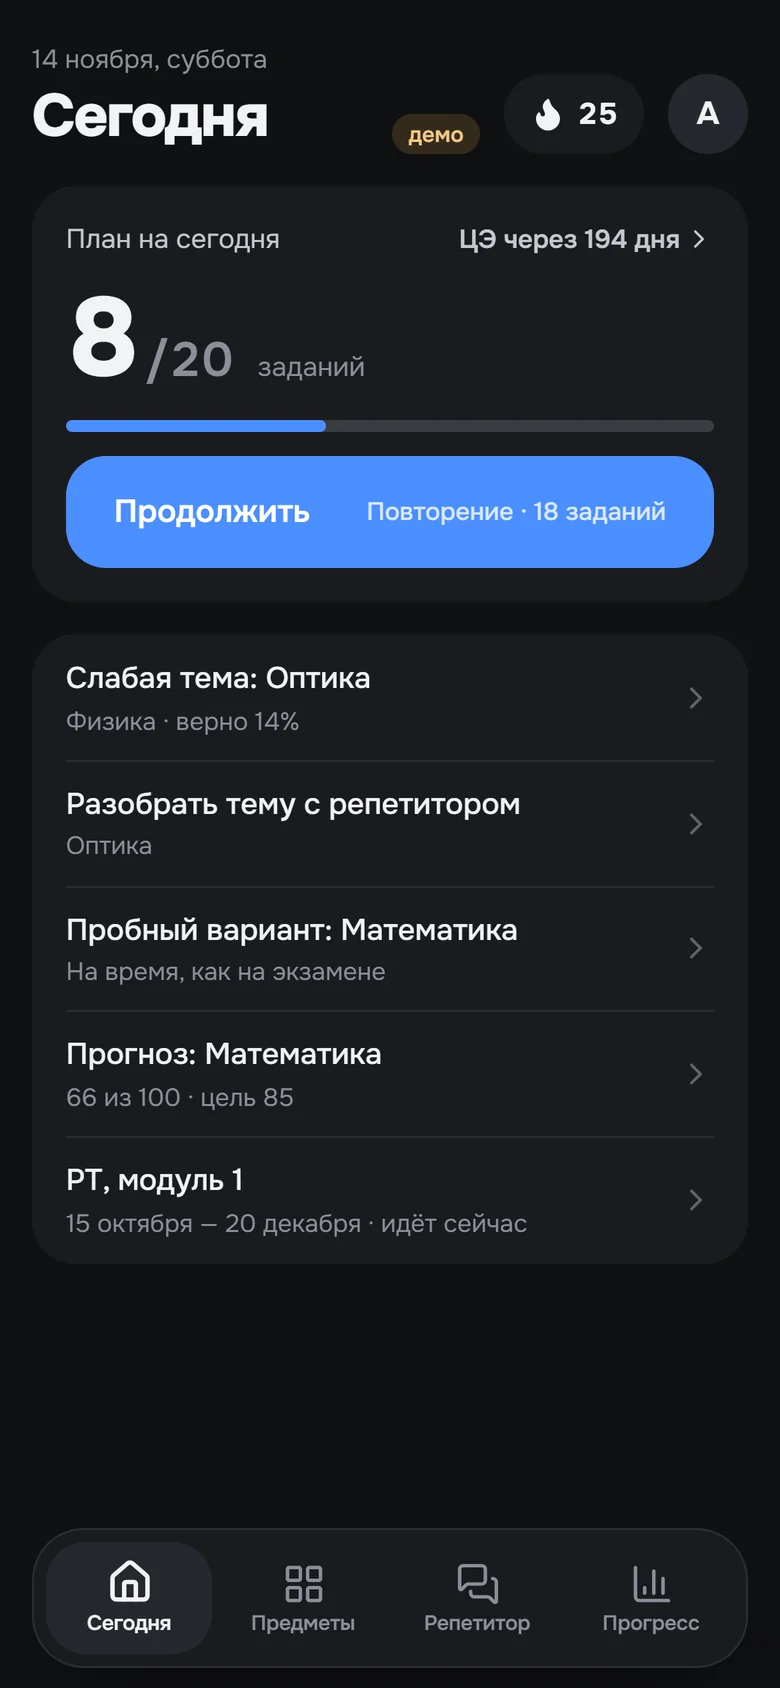 14 ноября, суббота
Сегодня
демо
25
А
План на сегодня
ЦЭ через 194 дня
8/20 заданий
Продолжить
Повторение · 18 заданий
Слабая тема: Оптика
Физика · верно 14%
Разобрать тему с репетитором
Оптика
Пробный вариант: Математика
На время, как на экзамене
Прогноз: Математика
66 из 100 · цель 85
РТ, модуль 1
15 октября — 20 декабря · идёт сейчас
Сегодня
Предметы
Репетитор
Прогресс